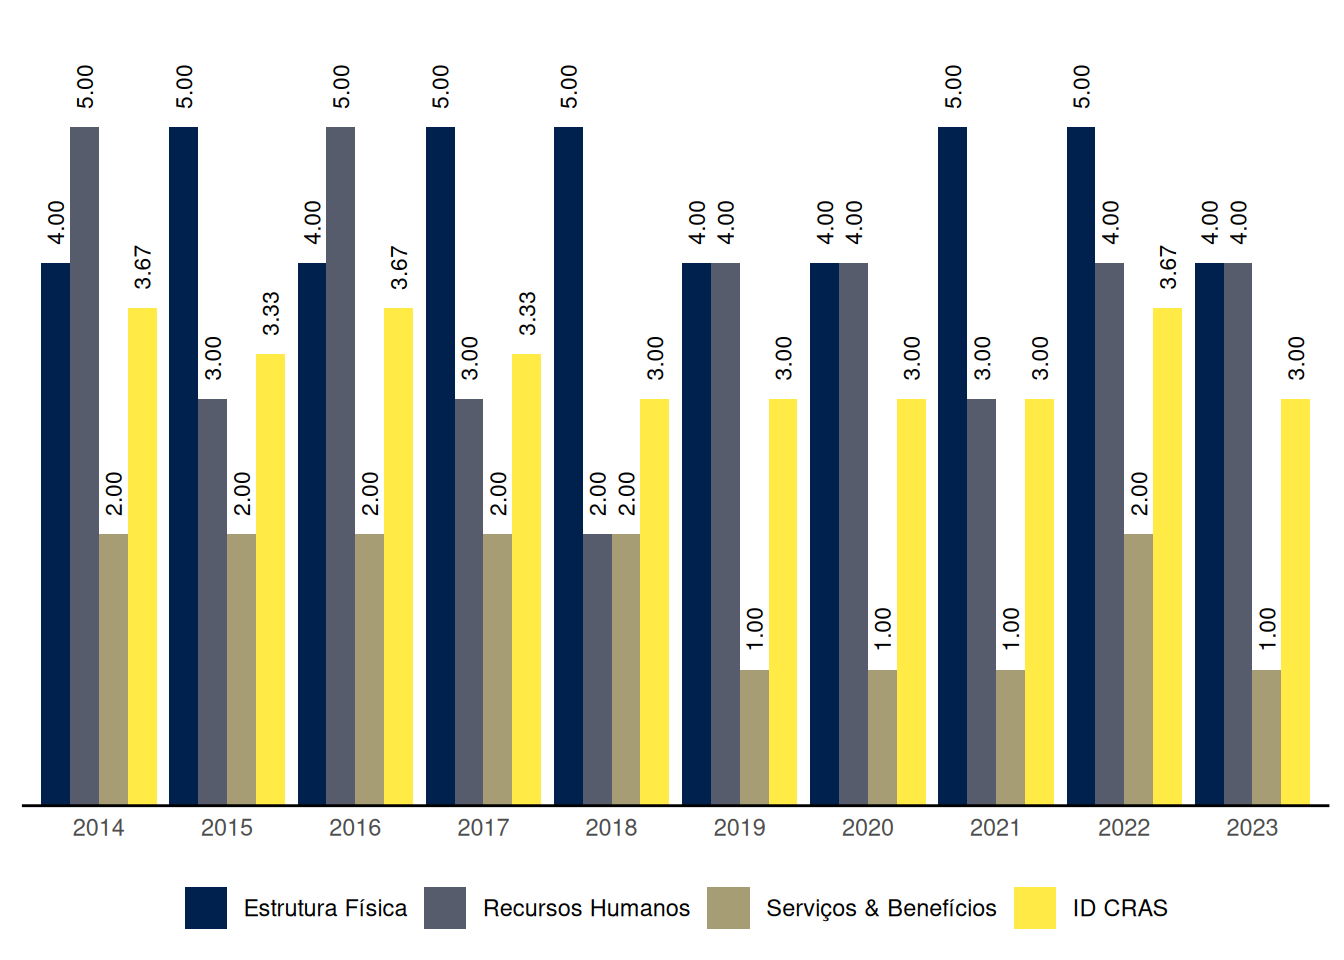 5.00 5.00 5.00 5.00 5.00 5.00 5.00
4.00 4.00 4.00 4.00 4.00 4.00 4.00 4.00 4.00
3.67 3.67 3.67
3.33 3.33
3.00 3.00 3.00 3.00 3.00 3.00 3.00 3.00
2.00 2.00 2.00 2.00 2.00 2.00 2.00
1.00 1.00 1.00 1.00
2014 2015 2016 2017 2018 2019 2020 2021 2022 2023
Estrutura Física Recursos Humanos Serviços & Benefícios ID CRAS